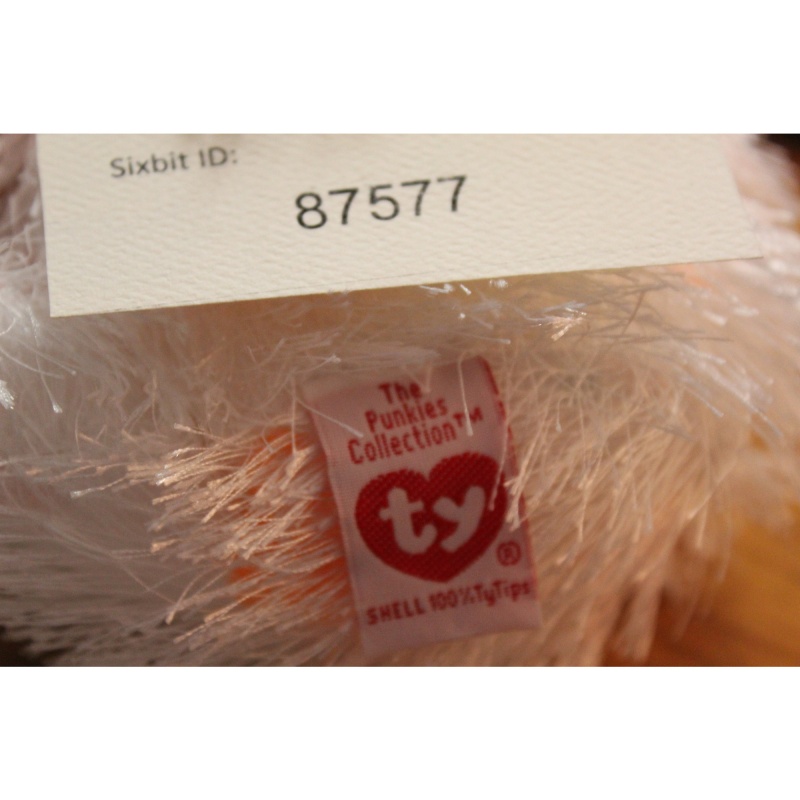 Sixbit ID:
87577
The
Punkies
Collection™
ty
®
SHELL 100%TyTips